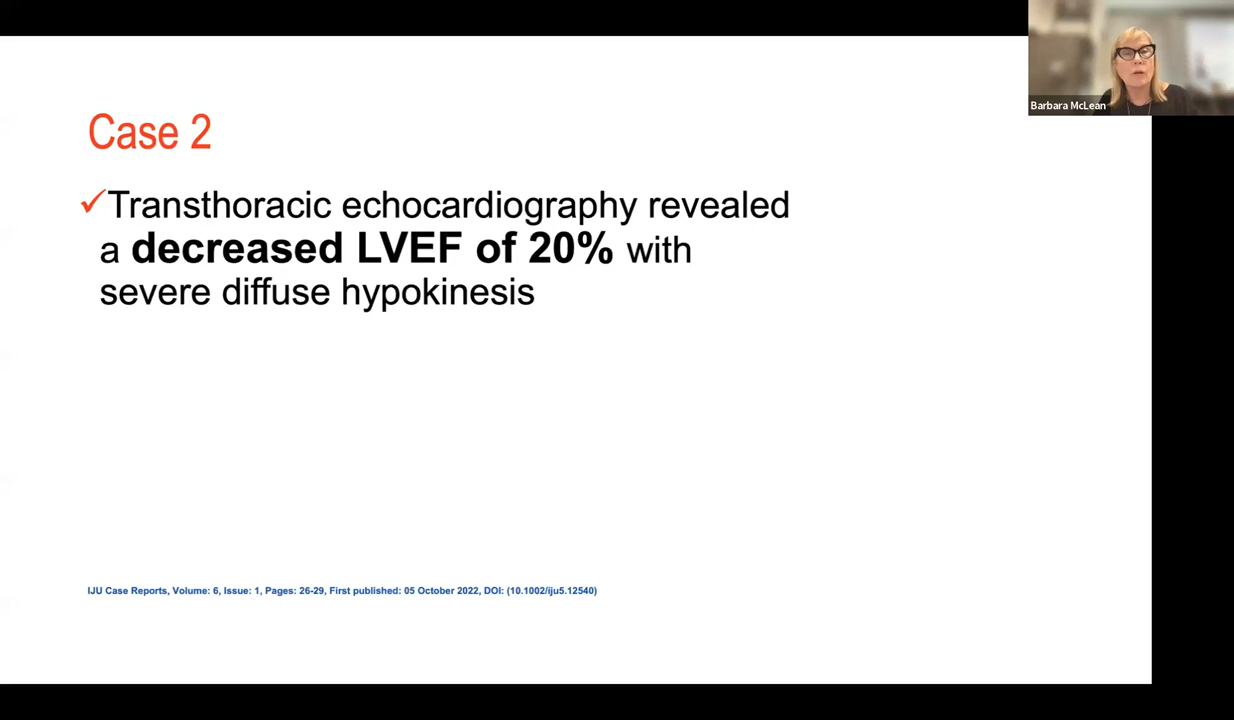 Barbara McLean
Case 2
✓Transthoracic echocardiography revealed
a decreased LVEF of 20% with
severe diffuse hypokinesis
IJU Case Reports, Volume: 6, Issue: 1, Pages: 26-29, First published: 05 October 2022, DOI: (10.1002/iju5.12540)